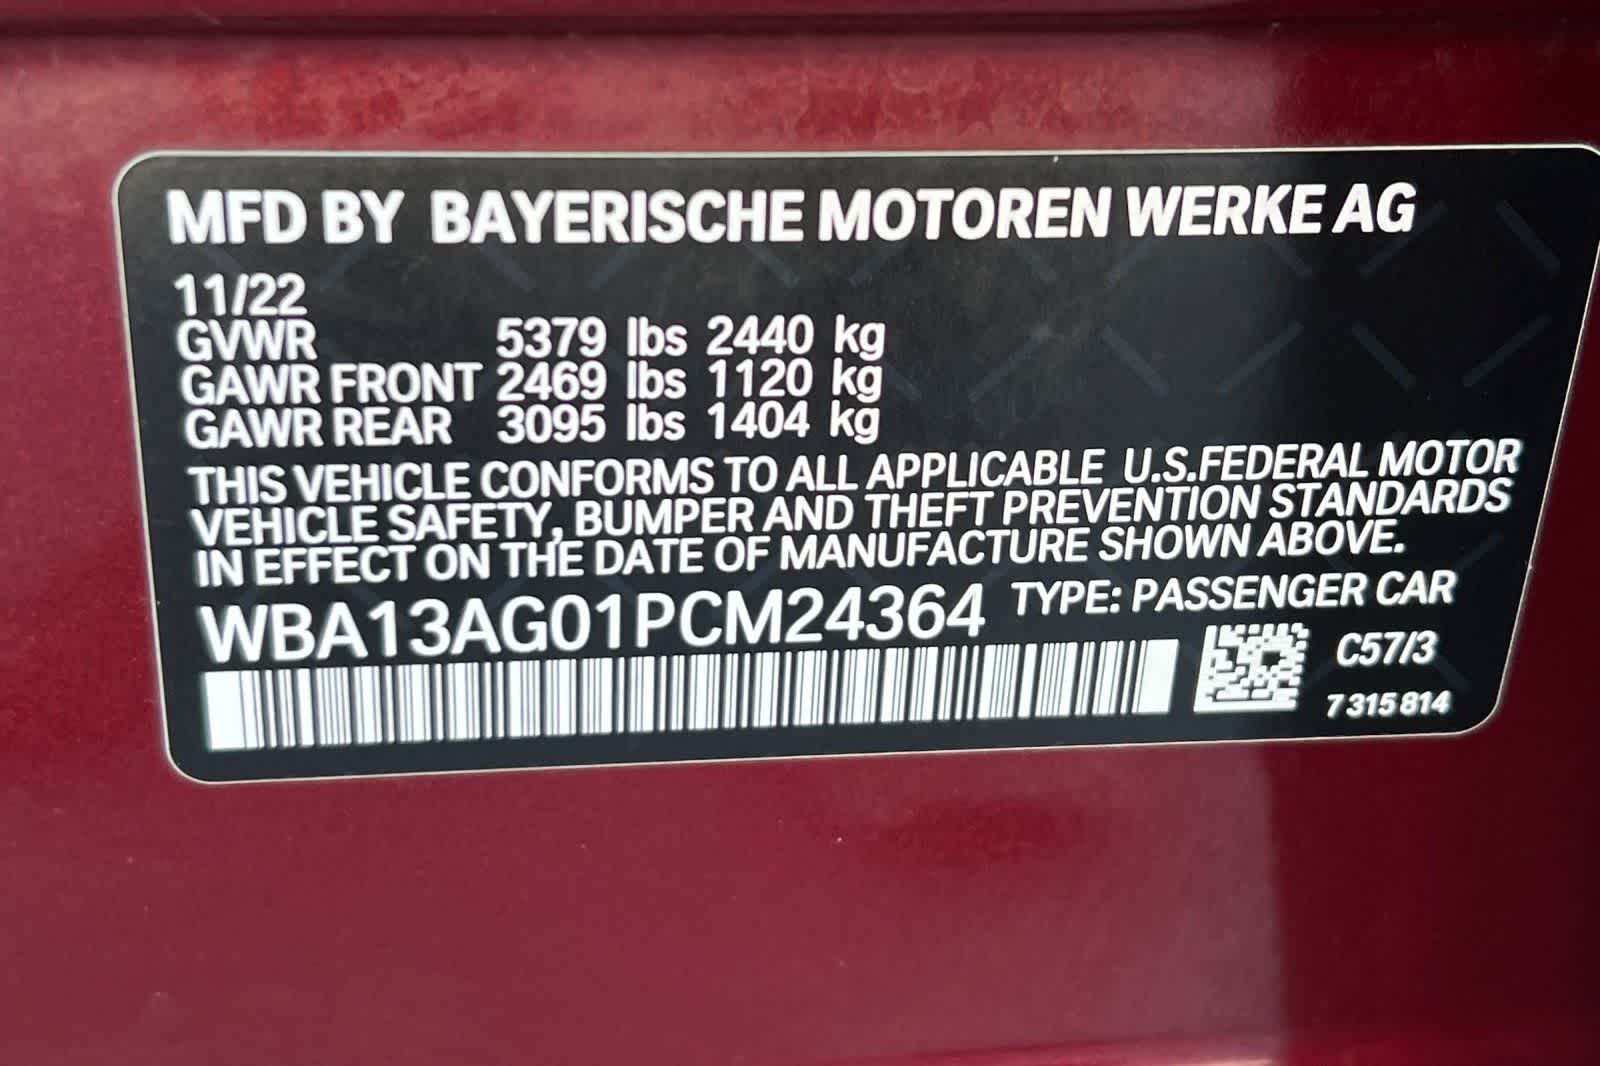 MFD BY BAYERISCHE MOTOREN WERKE AG
11/22
GVWR 5379 lbs 2440 kg
GAWR FRONT 2469 lbs 1120 kg
GAWR REAR 3095 lbs 1404 kg
THIS VEHICLE CONFORMS TO ALL APPLICABLE U.S.FEDERAL MOTOR
VEHICLE SAFETY, BUMPER AND THEFT PREVENTION STANDARDS
IN EFFECT ON THE DATE OF MANUFACTURE SHOWN ABOVE.
WBA13AG01PCM24364 TYPE: PASSENGER CAR
C57/3
7 315 814